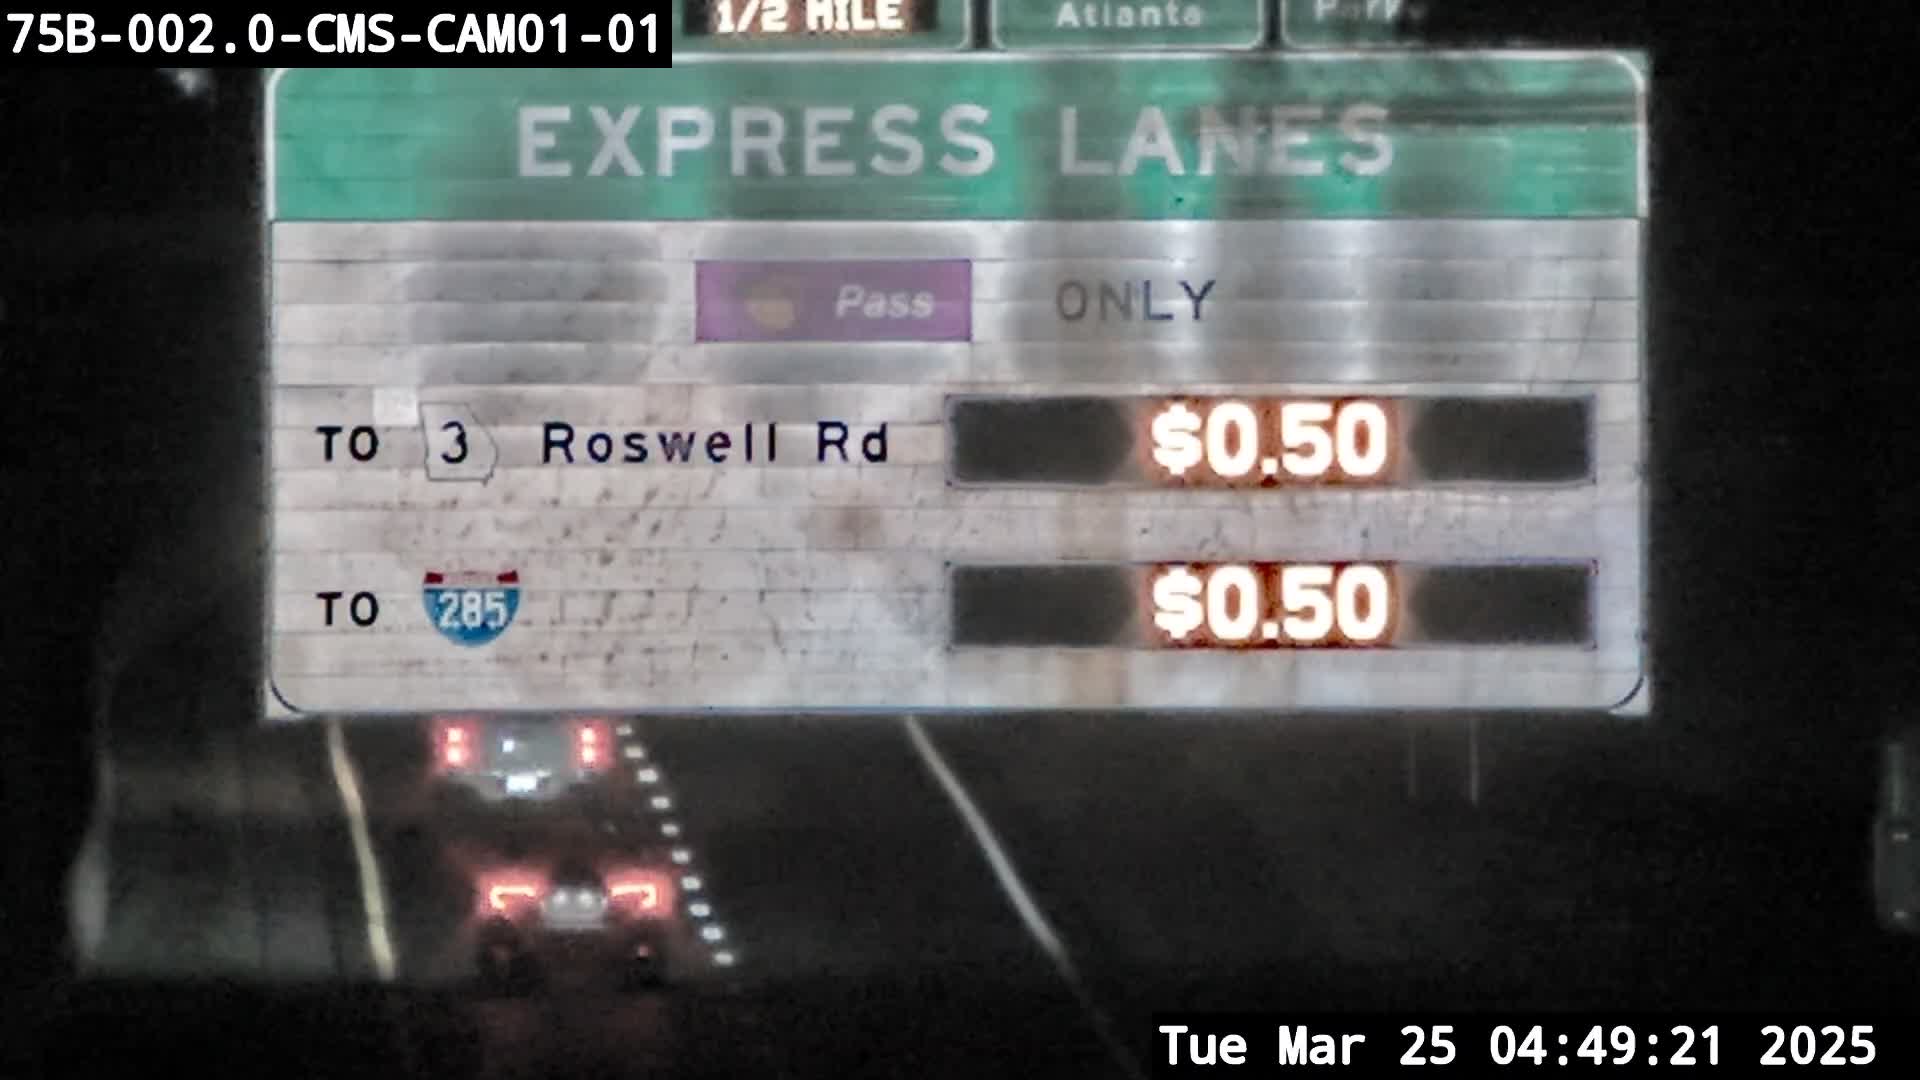 75B-002.0-CMS-CAM01-01
1/2 MILE
Atlanta
EXPRESS LANES
Pass ONLY
TO 3 Roswell Rd $0.50
TO 285 $0.50
Tue Mar 25 04:49:21 2025